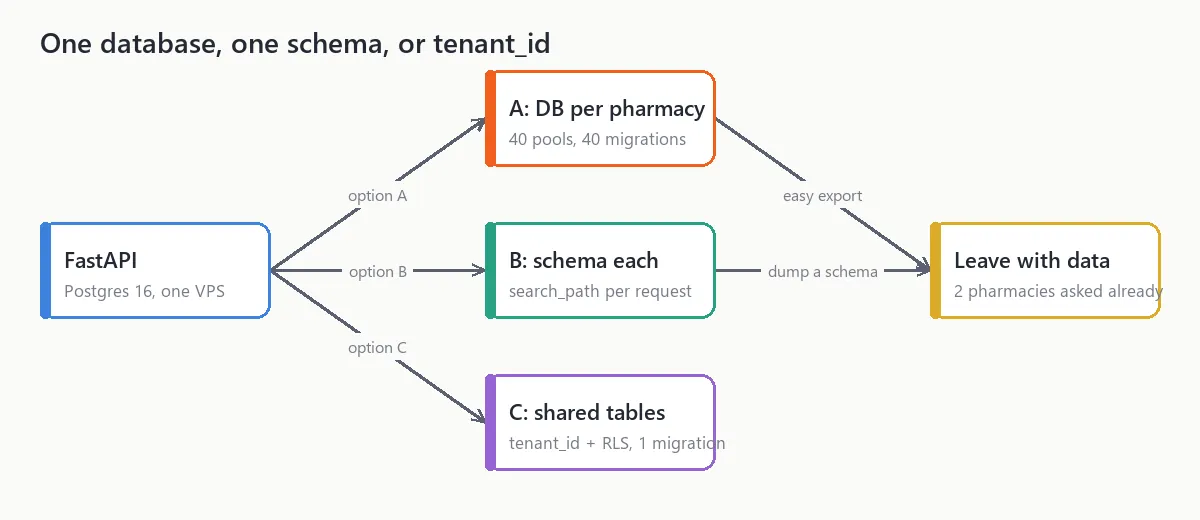 One database, one schema, or tenant_id
A: DB per pharmacy
40 pools, 40 migrations
option A
easy export
FastAPI
Postgres 16, one VPS
option B
B: schema each
search_path per request
dump a schema
Leave with data
2 pharmacies asked already
option C
C: shared tables
tenant_id + RLS, 1 migration